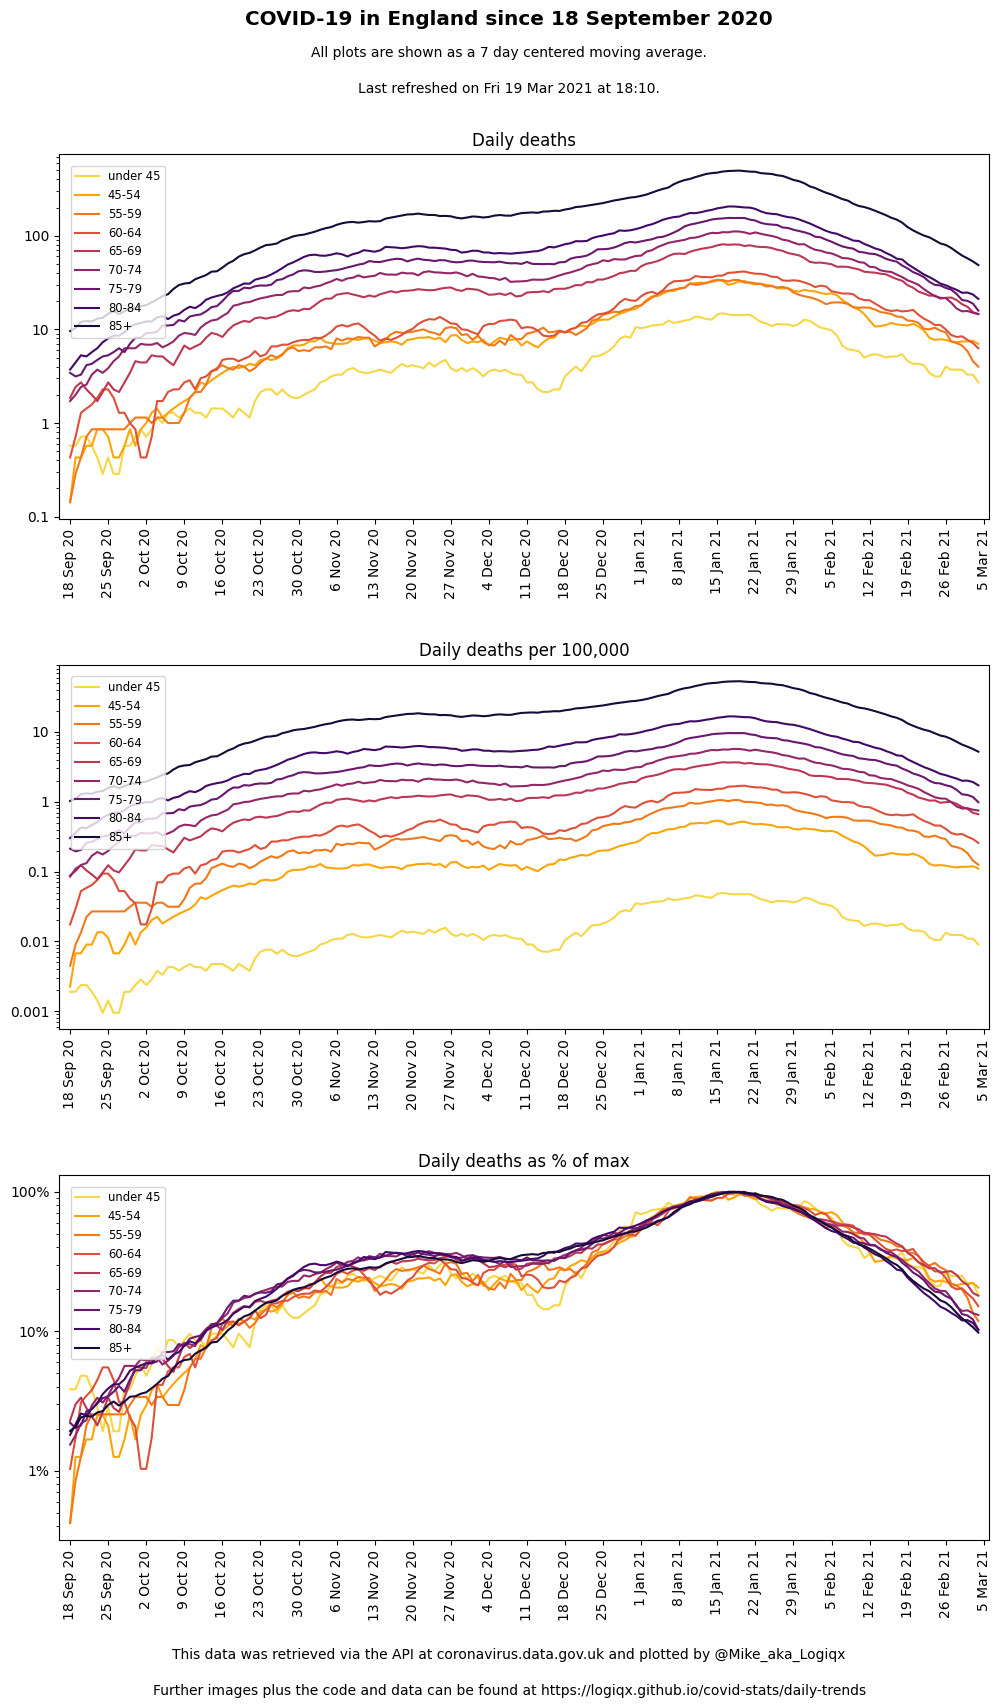 COVID-19 in England since 18 September 2020
All plots are shown as a 7 day centered moving average.
Last refreshed on Fri 19 Mar 2021 at 18:10.
Daily deaths
under 45
45-54
55-59
60-64
65-69
70-74
75-79
80-84
85+
100
10
1
0.1
18 Sep 20
25 Sep 20
2 Oct 20
9 Oct 20
16 Oct 20
23 Oct 20
30 Oct 20
6 Nov 20
13 Nov 20
20 Nov 20
27 Nov 20
4 Dec 20
11 Dec 20
18 Dec 20
25 Dec 20
1 Jan 21
8 Jan 21
15 Jan 21
22 Jan 21
29 Jan 21
5 Feb 21
12 Feb 21
19 Feb 21
26 Feb 21
5 Mar 21
Daily deaths per 100,000
under 45
45-54
55-59
60-64
65-69
70-74
75-79
80-84
85+
10
1
0.1
0.01
0.001
18 Sep 20
25 Sep 20
2 Oct 20
9 Oct 20
16 Oct 20
23 Oct 20
30 Oct 20
6 Nov 20
13 Nov 20
20 Nov 20
27 Nov 20
4 Dec 20
11 Dec 20
18 Dec 20
25 Dec 20
1 Jan 21
8 Jan 21
15 Jan 21
22 Jan 21
29 Jan 21
5 Feb 21
12 Feb 21
19 Feb 21
26 Feb 21
5 Mar 21
Daily deaths as % of max
under 45
45-54
55-59
60-64
65-69
70-74
75-79
80-84
85+
100%
10%
1%
18 Sep 20
25 Sep 20
2 Oct 20
9 Oct 20
16 Oct 20
23 Oct 20
30 Oct 20
6 Nov 20
13 Nov 20
20 Nov 20
27 Nov 20
4 Dec 20
11 Dec 20
18 Dec 20
25 Dec 20
1 Jan 21
8 Jan 21
15 Jan 21
22 Jan 21
29 Jan 21
5 Feb 21
12 Feb 21
19 Feb 21
26 Feb 21
5 Mar 21
This data was retrieved via the API at coronavirus.data.gov.uk and plotted by @Mike_aka_Logiqx
Further images plus the code and data can be found at https://logiqx.github.io/covid-stats/daily-trends